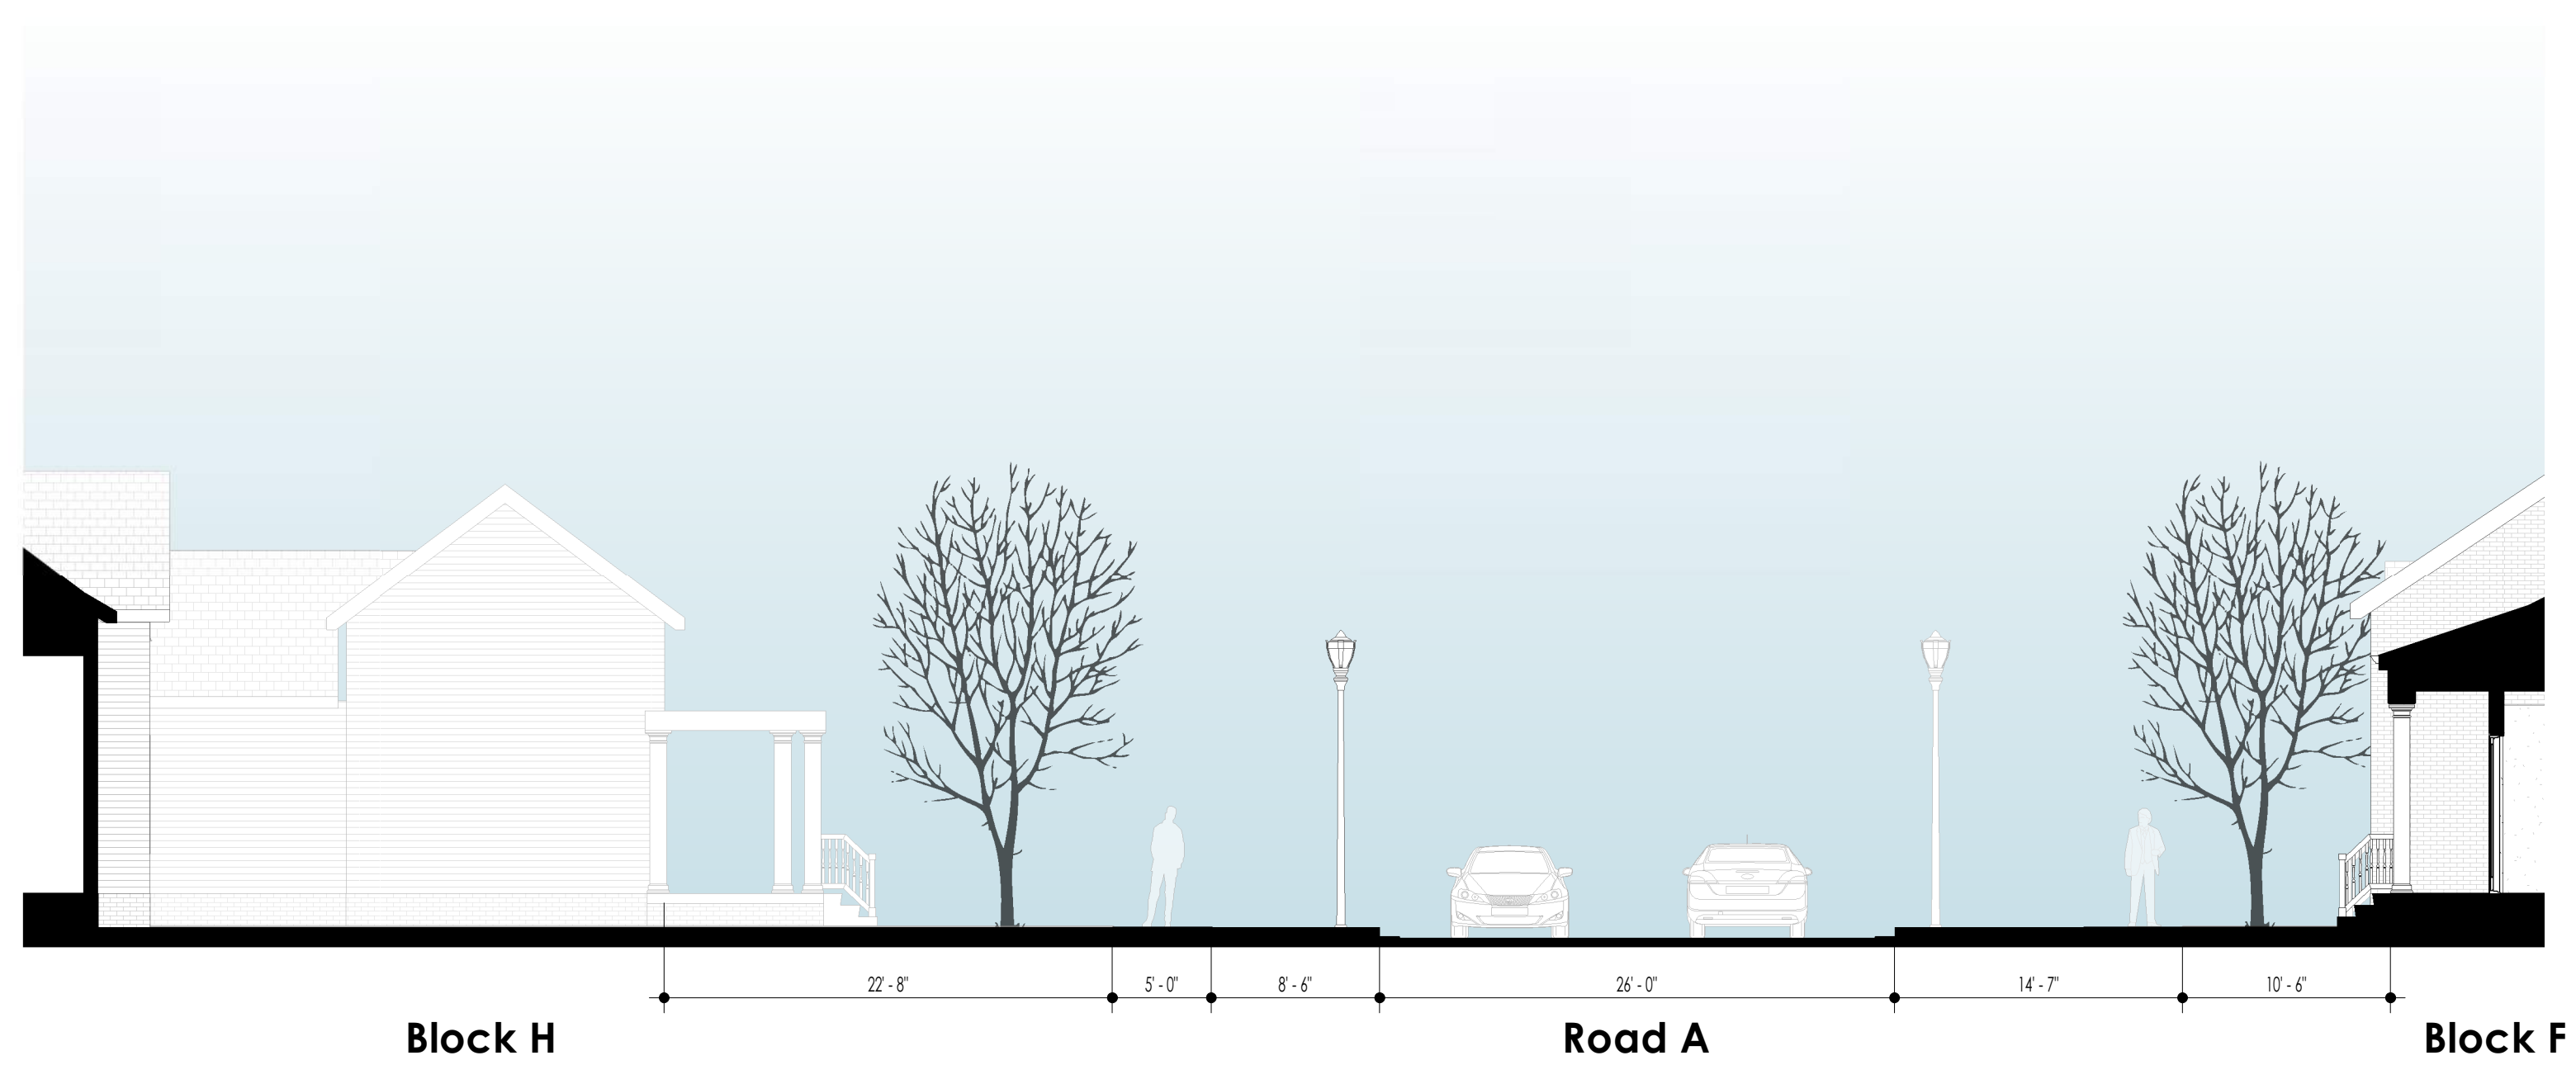 22' - 8"
5' - 0"
8' - 6"
26' - 0"
14' - 7"
10' - 6"
Block H
Road A
Block F